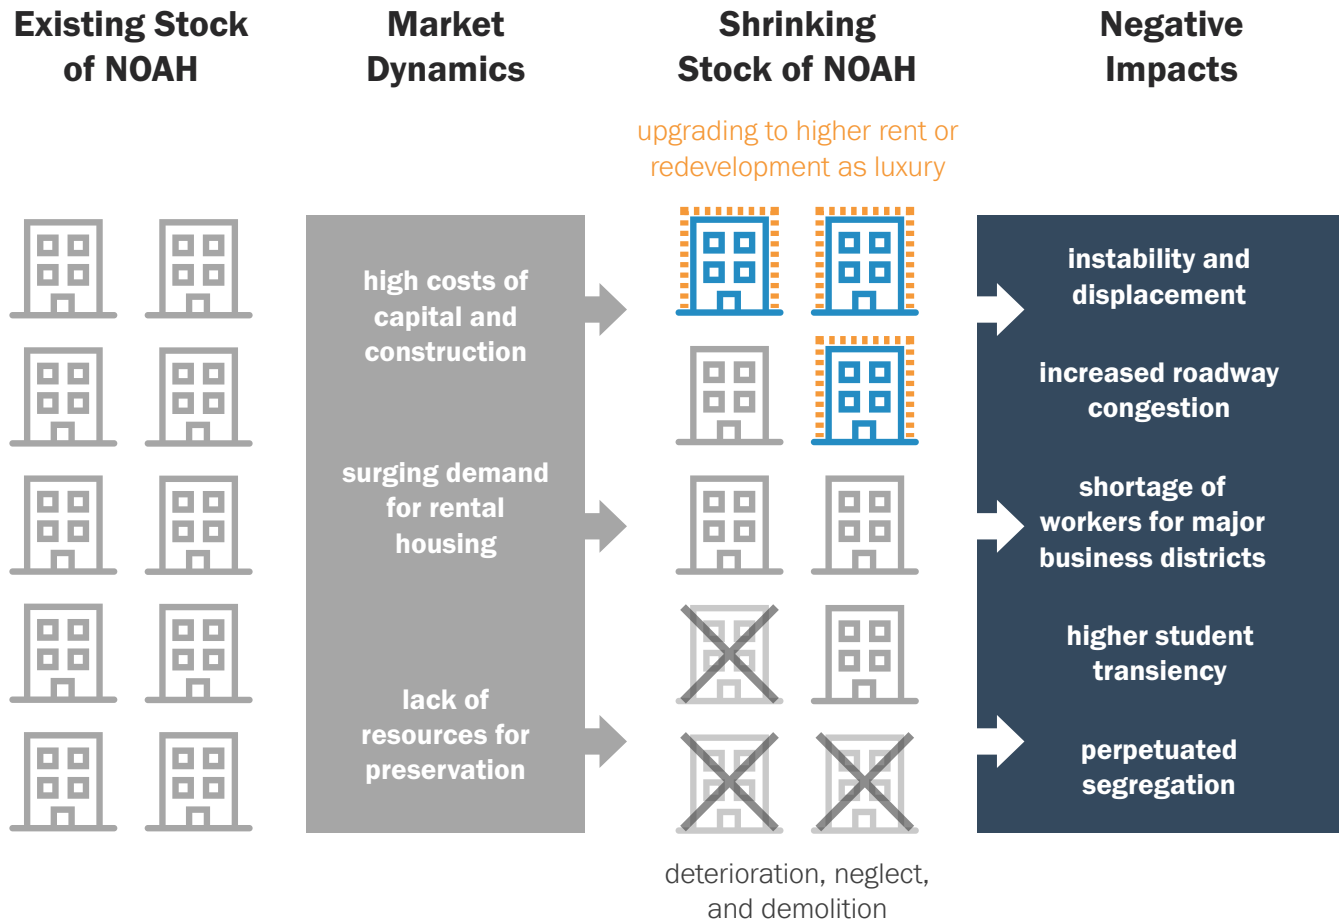 Existing Stock
of NOAH
Market
Dynamics
Shrinking
Stock of NOAH
Negative
Impacts
upgrading to higher rent or
redevelopment as luxury
high costs of
capital and
construction
surging demand
for rental
housing
lack of
resources for
preservation
instability and
displacement
increased roadway
congestion
shortage of
workers for major
business districts
higher student
transiency
perpetuated
segregation
deterioration, neglect,
and demolition